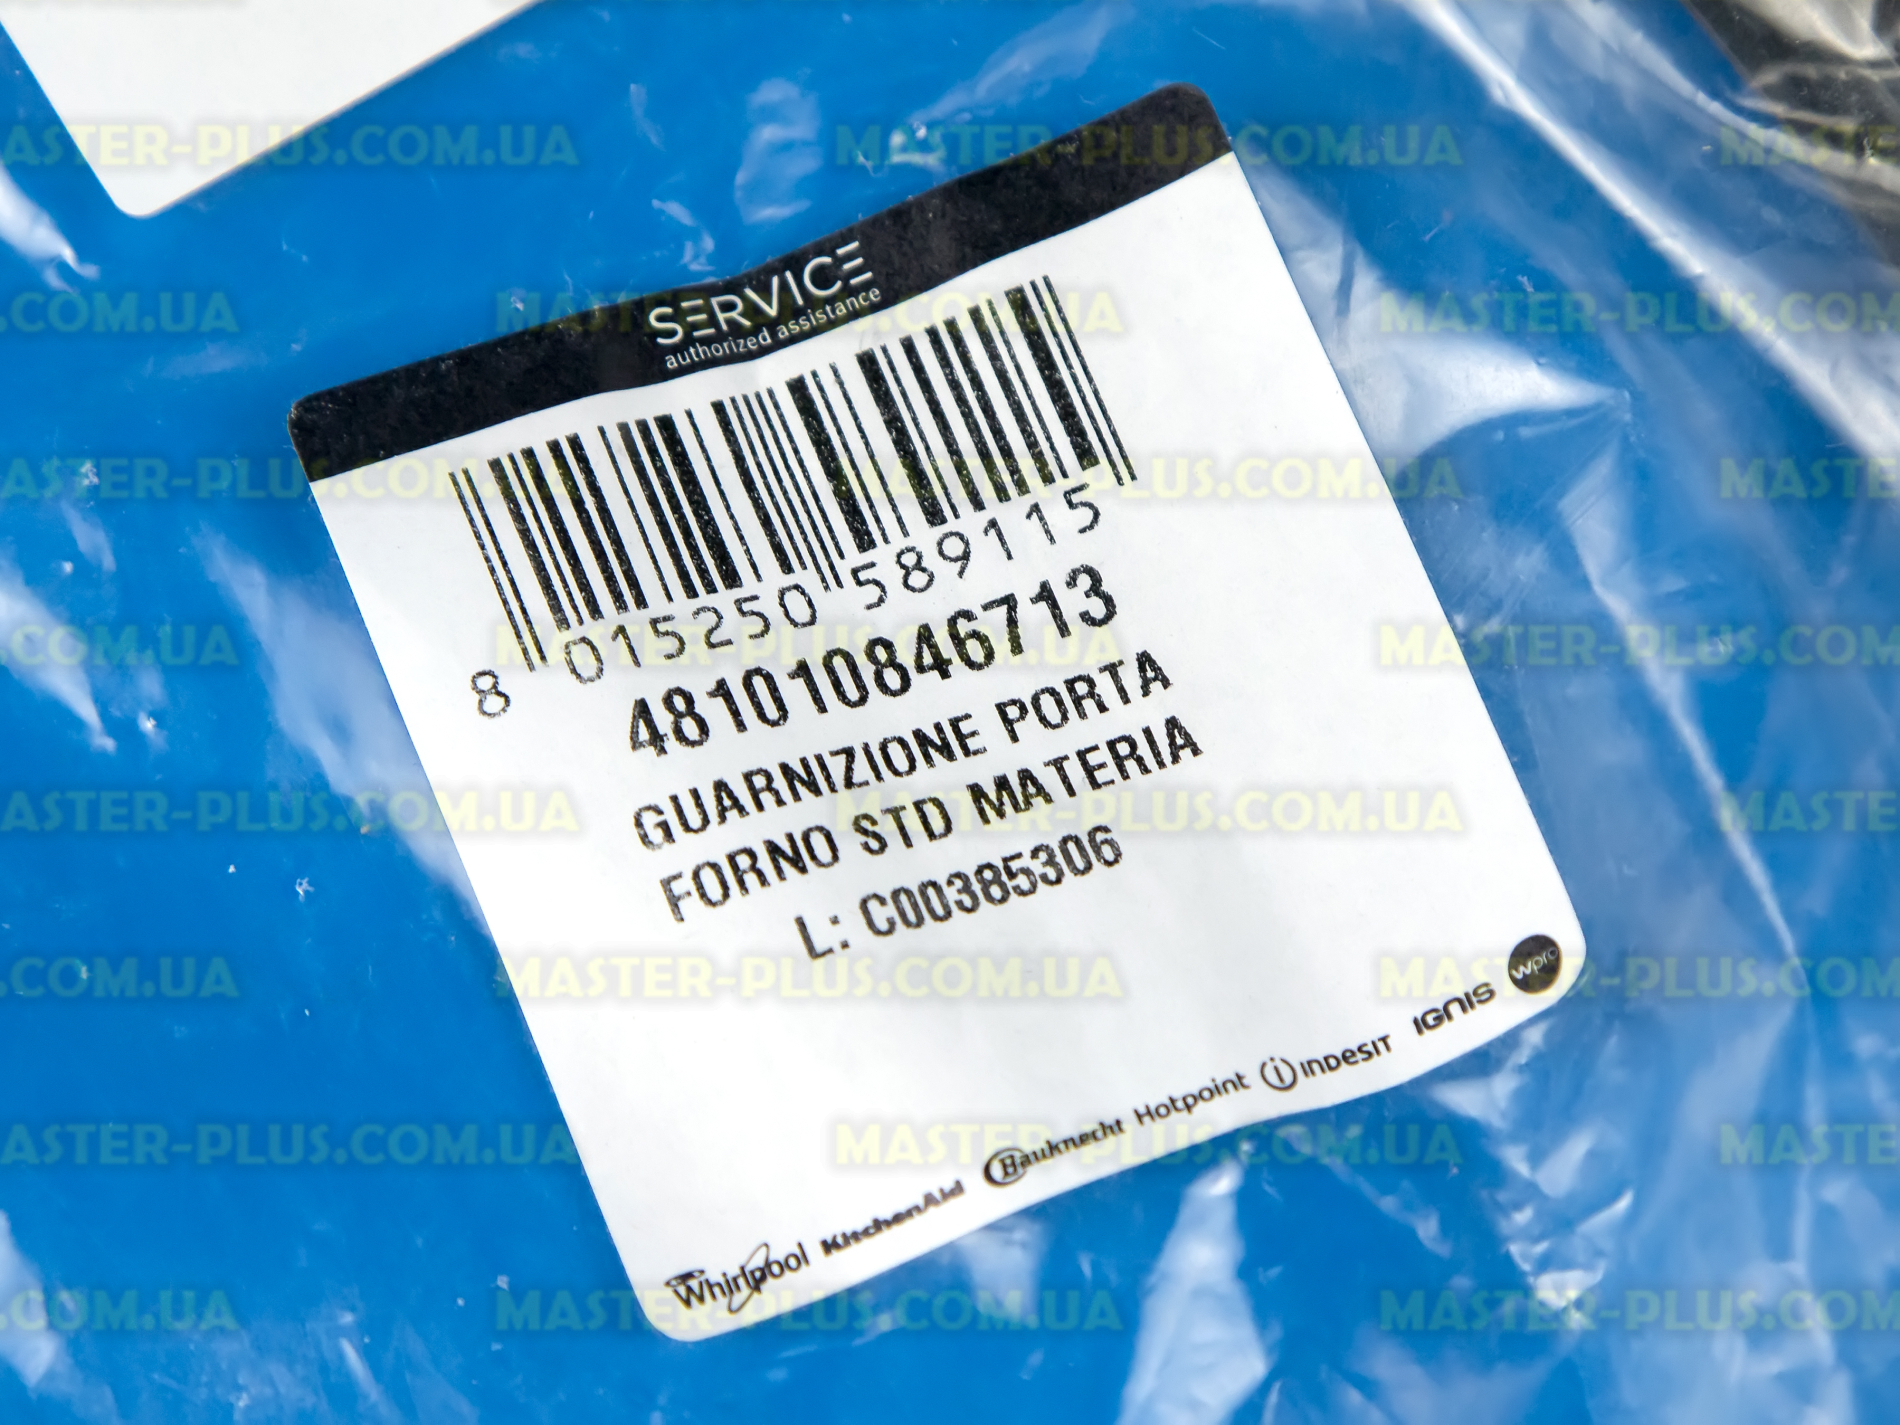 SERVICE
authorized assistance
8 015250 589115
481010846713
GUARNIZIONE PORTA
FORNO STD MATERIA
L: C00385306
Whirlpool KitchenAid Bauknecht Hotpoint indesit IGNIS wpro
MASTER-PLUS.COM.UA